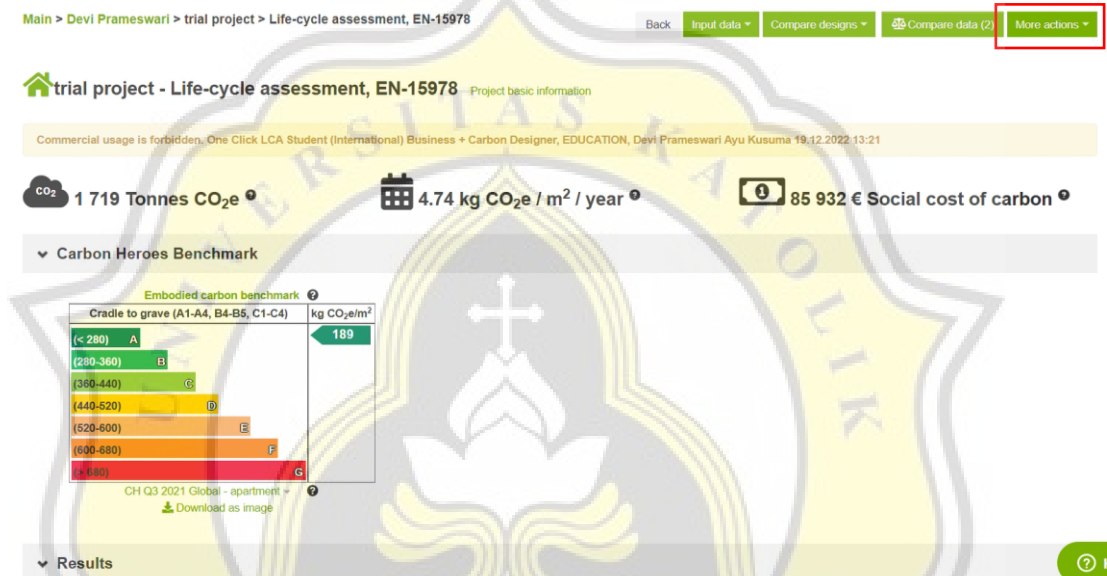 Main > Devi Prameswari > trial project > Life-cycle assessment, EN-15978
Back Input data Compare designs Compare data (2) More actions
trial project - Life-cycle assessment, EN-15978 Project basic information
Commercial usage is forbidden. One Click LCA Student (International) Business + Carbon Designer, EDUCATION, Devi Prameswari Ayu Kusuma 19.12.2022 13:21
CO2 1 719 Tonnes CO2e ? 4.74 kg CO2e / m2 / year ? 1 85 932 € Social cost of carbon ?
Carbon Heroes Benchmark
Embodied carbon benchmark ?
Cradle to grave (A1-A4, B4-B5, C1-C4) kg CO2e/m2
(< 280) A 189
(280-360) B
(360-440) C
(440-520) D
(520-600) E
(600-680) F
(> 680) G
CH Q3 2021 Global - apartment ?
Download as image
Results ?
UNIVERSITAS KATOLIK